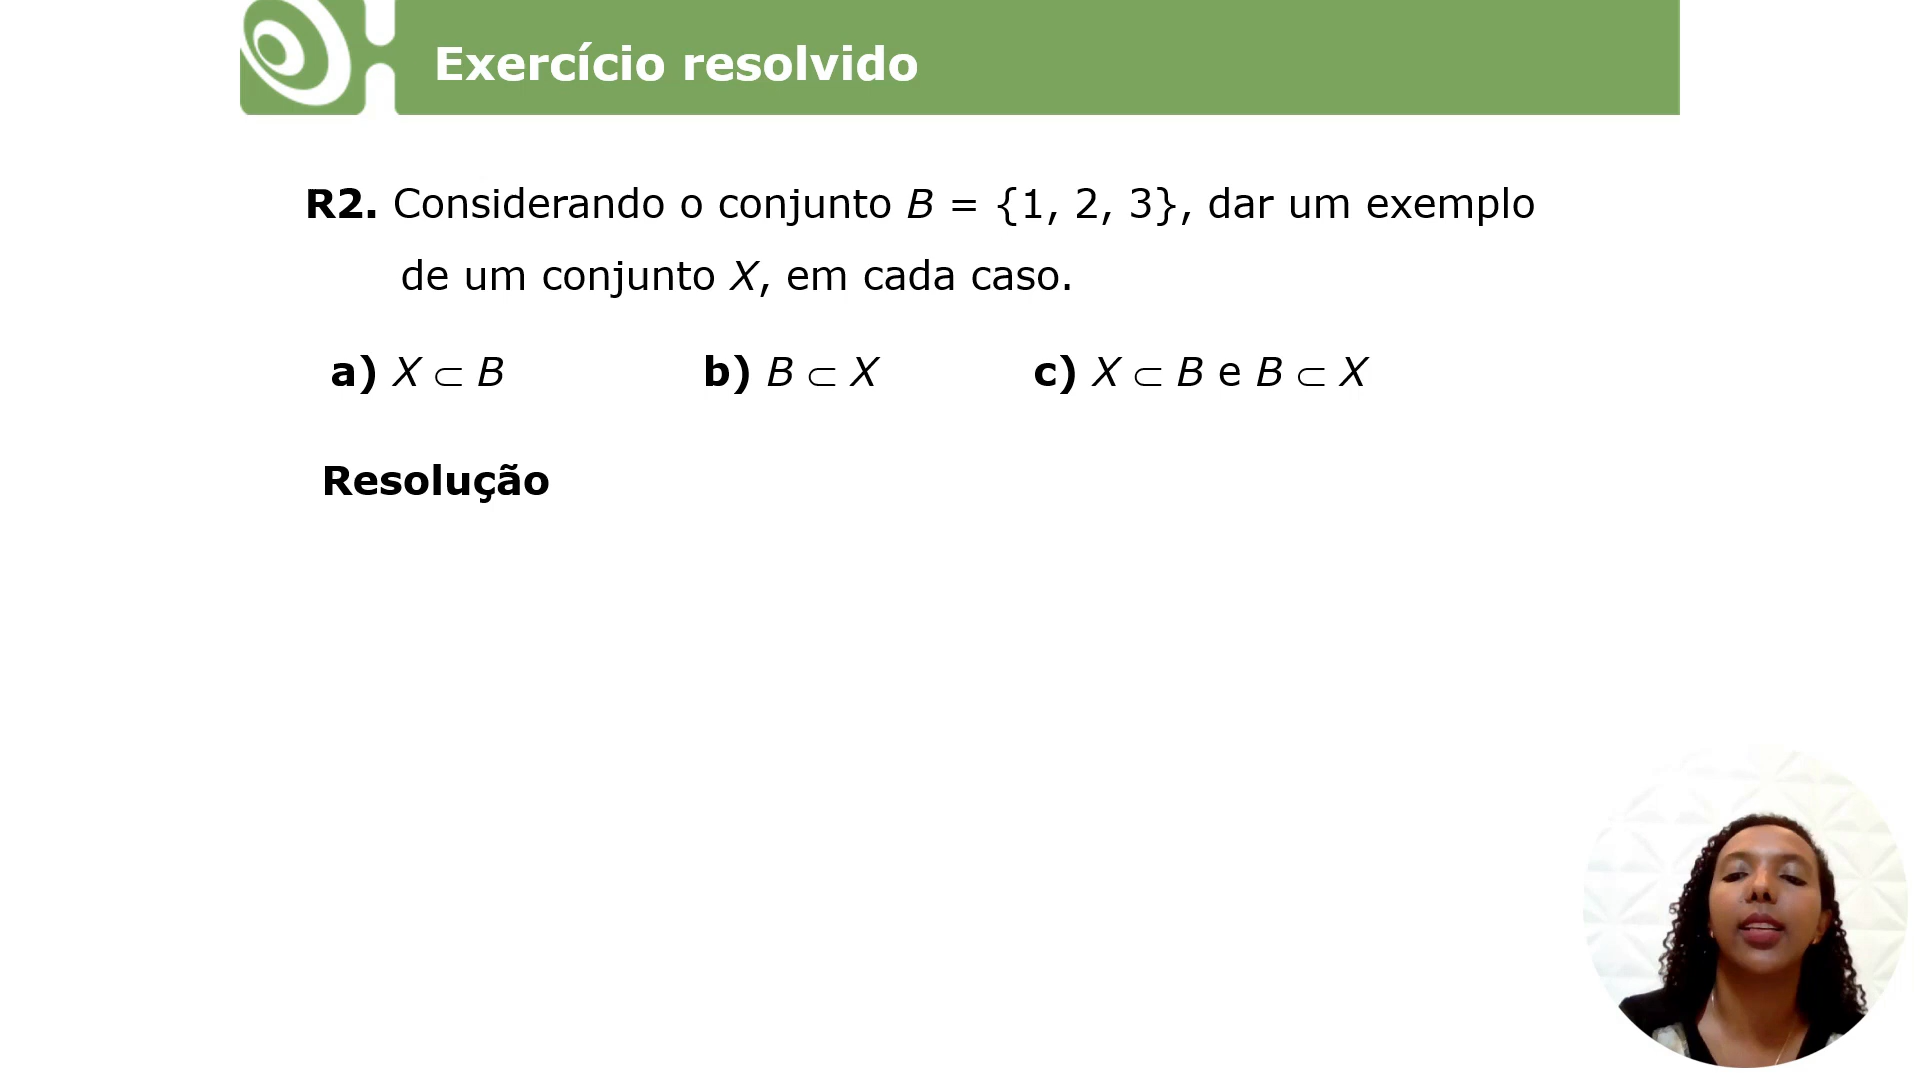 Exercício resolvido
R2. Considerando o conjunto B = {1, 2, 3}, dar um exemplo
de um conjunto X, em cada caso.
a) X ⊂ B b) B ⊂ X c) X ⊂ B e B ⊂ X
Resolução